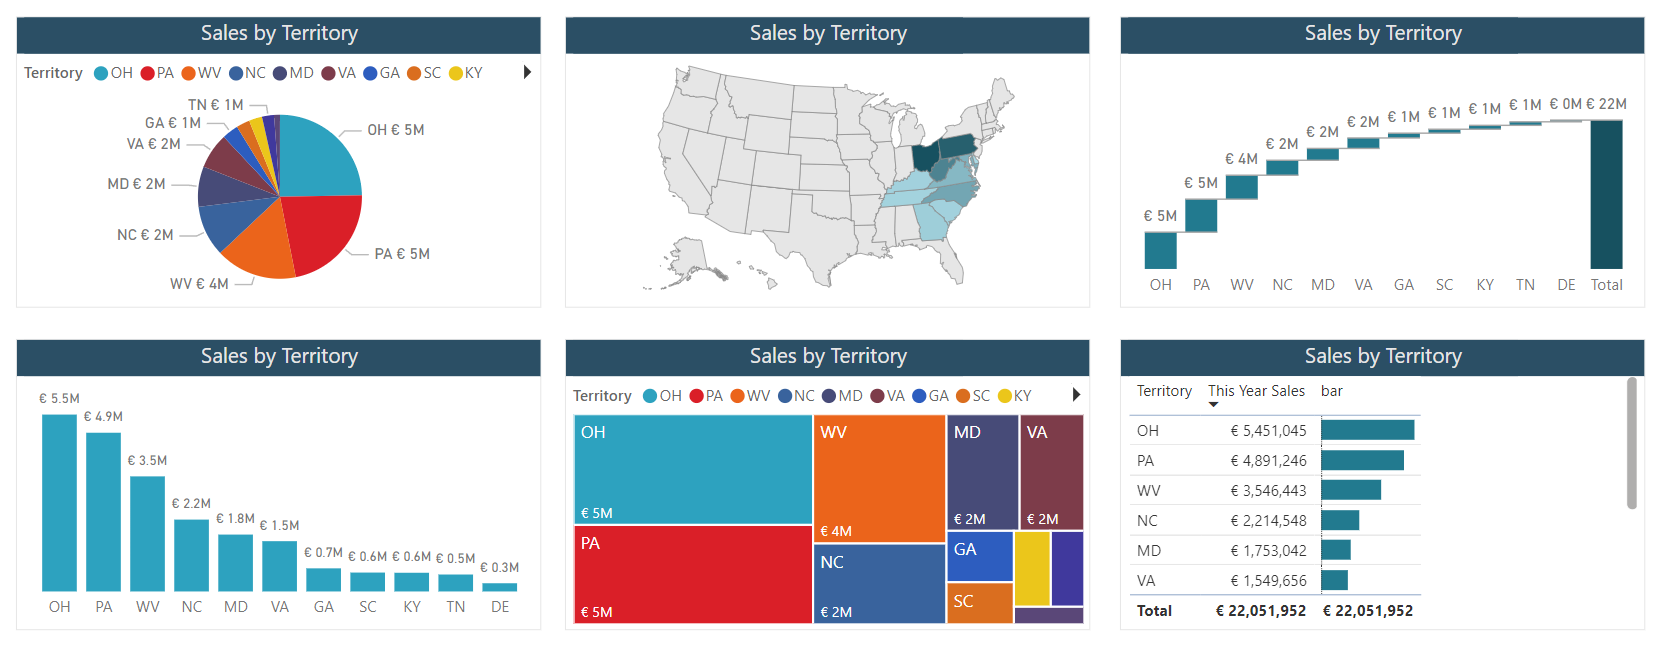 Sales by Territory
Territory OH PA WV NC MD VA GA SC KY
TN € 1M
GA € 1M
OH € 5M
VA € 2M
MD € 2M
NC € 2M
PA € 5M
WV € 4M
Sales by Territory
Sales by Territory
€ 5M € 5M € 4M € 2M € 2M € 2M € 1M € 1M € 1M € 1M € 0M € 22M
OH PA WV NC MD VA GA SC KY TN DE Total
Sales by Territory
€ 5.5M € 4.9M € 3.5M € 2.2M € 1.8M € 1.5M € 0.7M € 0.6M € 0.6M € 0.5M € 0.3M
OH PA WV NC MD VA GA SC KY TN DE
Sales by Territory
Territory OH PA WV NC MD VA GA SC KY
OH
€ 5M
PA
€ 5M
WV
€ 4M
NC
€ 2M
MD
€ 2M
VA
€ 2M
GA
SC
Sales by Territory
Territory This Year Sales bar
OH € 5,451,045
PA € 4,891,246
WV € 3,546,443
NC € 2,214,548
MD € 1,753,042
VA € 1,549,656
Total € 22,051,952 € 22,051,952